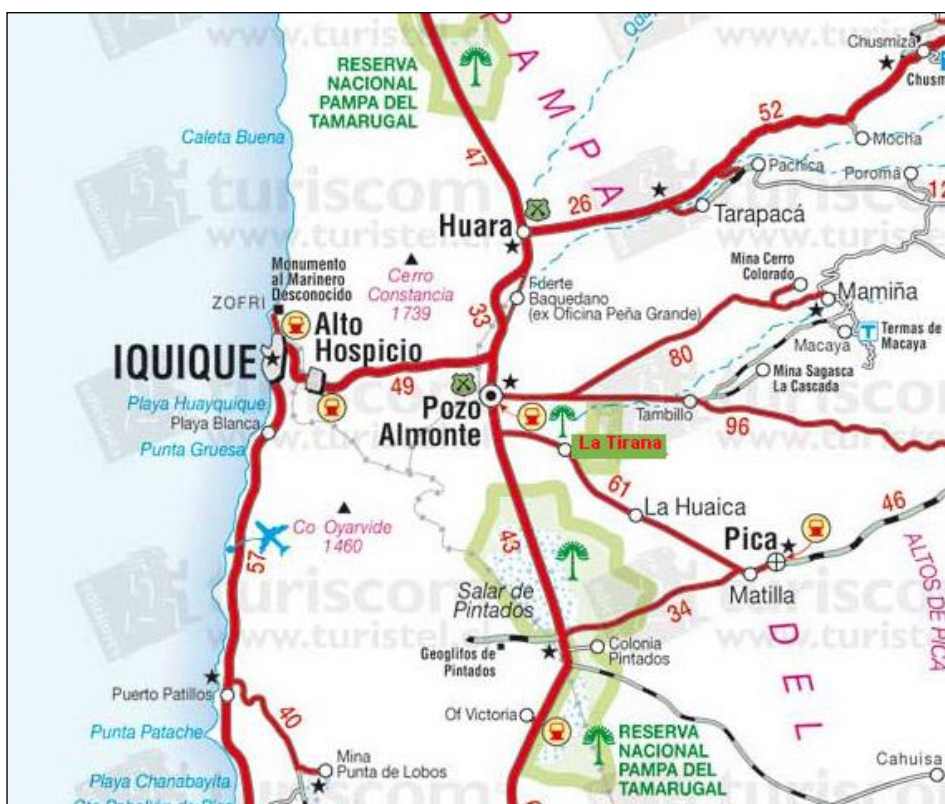 RESERVA
NACIONAL
PAMPA DEL
TAMARUGAL
PAMPA
Chusmiza
52
Caleta Buena
47
Mocha
Pachica
Poroma
12
26
turiscom
www.turistel.cl
Tarapacá
Huara
Monumento
al Marinero
Desconocido
Cerro
Constancia
1739
Mina Cerro
Colorado
ZOFRI
Fderte
Baquedano
(ex Oficina Peña Grande)
Mamiña
33
Alto
Hospicio
Termas de
Macaya
Macaya
IQUIQUE
80
T
49
Mina Sagasca
La Cascada
Playa Huayquique
Pozo
Almonte
Tambillo
Playa Blanca
96
Punta Gruesa
La Tirana
61
46
La Huaica
Co Oyarvide
1460
Pica
57
43
ALTOS DE PICA
Salar de
Pintados
Matilla
34
DEL
Geoglifos de
Pintados
Colonia
Pintados
Puerto Patillos
40
Of Victoria
Punta Patache
RESERVA
NACIONAL
PAMPA DEL
TAMARUGAL
Mina
Punta de Lobos
Cahuisa
Playa Chanabayita